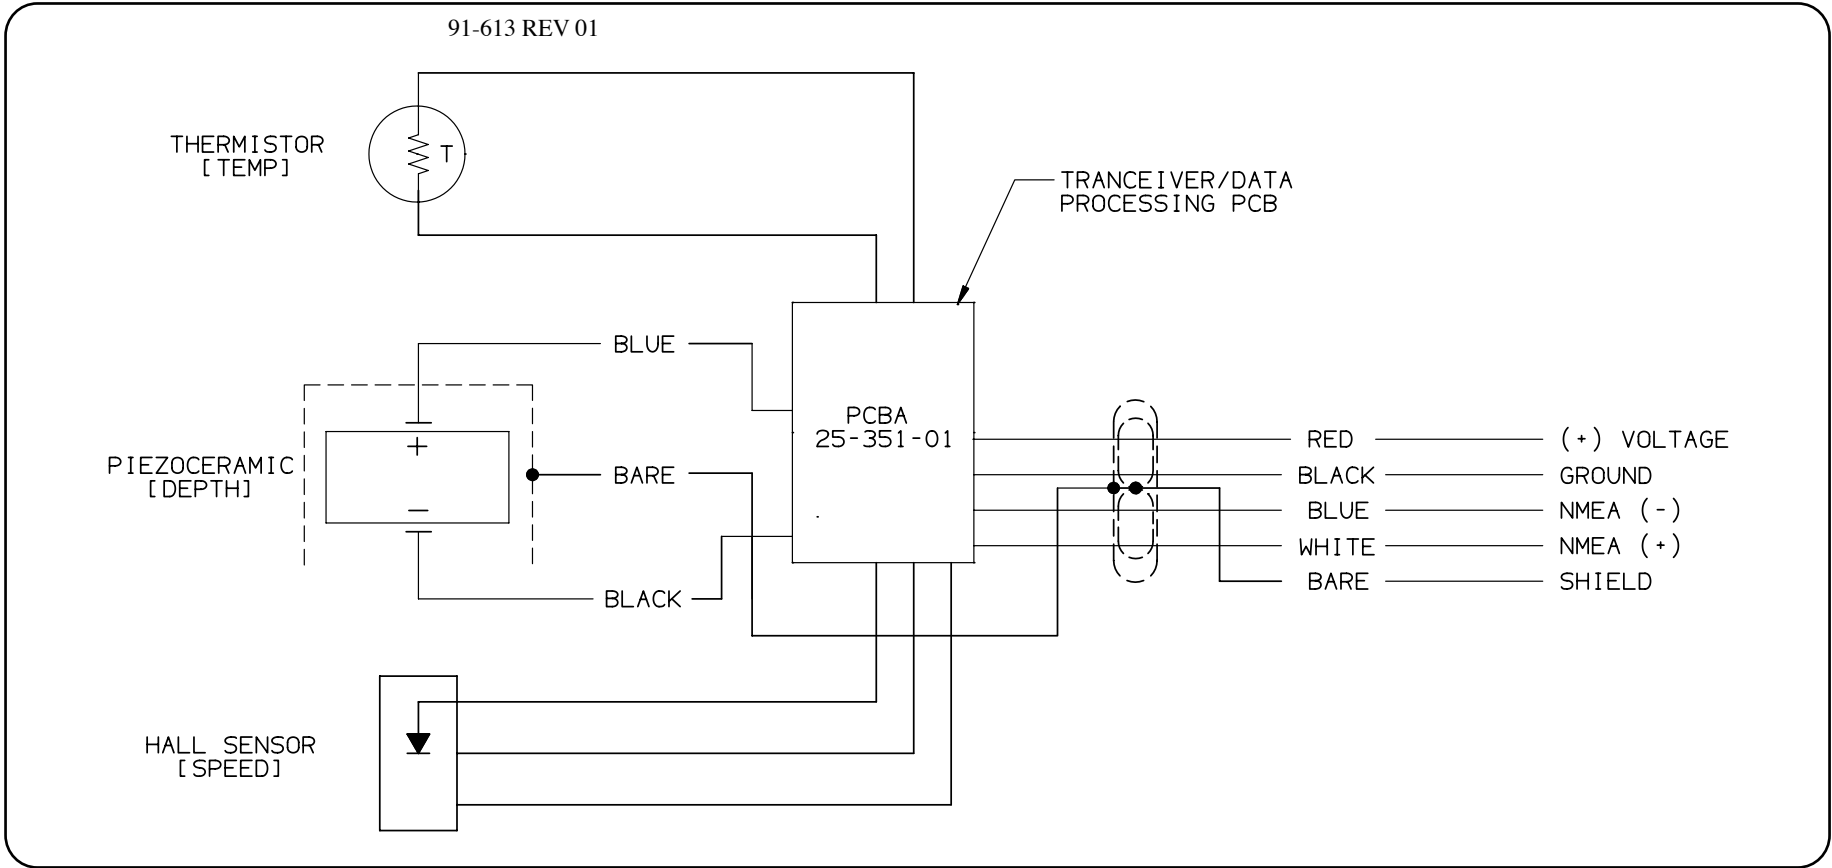 91-613 REV 01
THERMISTOR
[TEMP]
T
TRANCEIVER/DATA
PROCESSING PCB
BLUE
PCBA
25-351-01
+
PIEZOCERAMIC
[DEPTH]
−
BARE
BLACK
RED (+) VOLTAGE
BLACK GROUND
BLUE NMEA (-)
WHITE NMEA (+)
BARE SHIELD
HALL SENSOR
[SPEED]